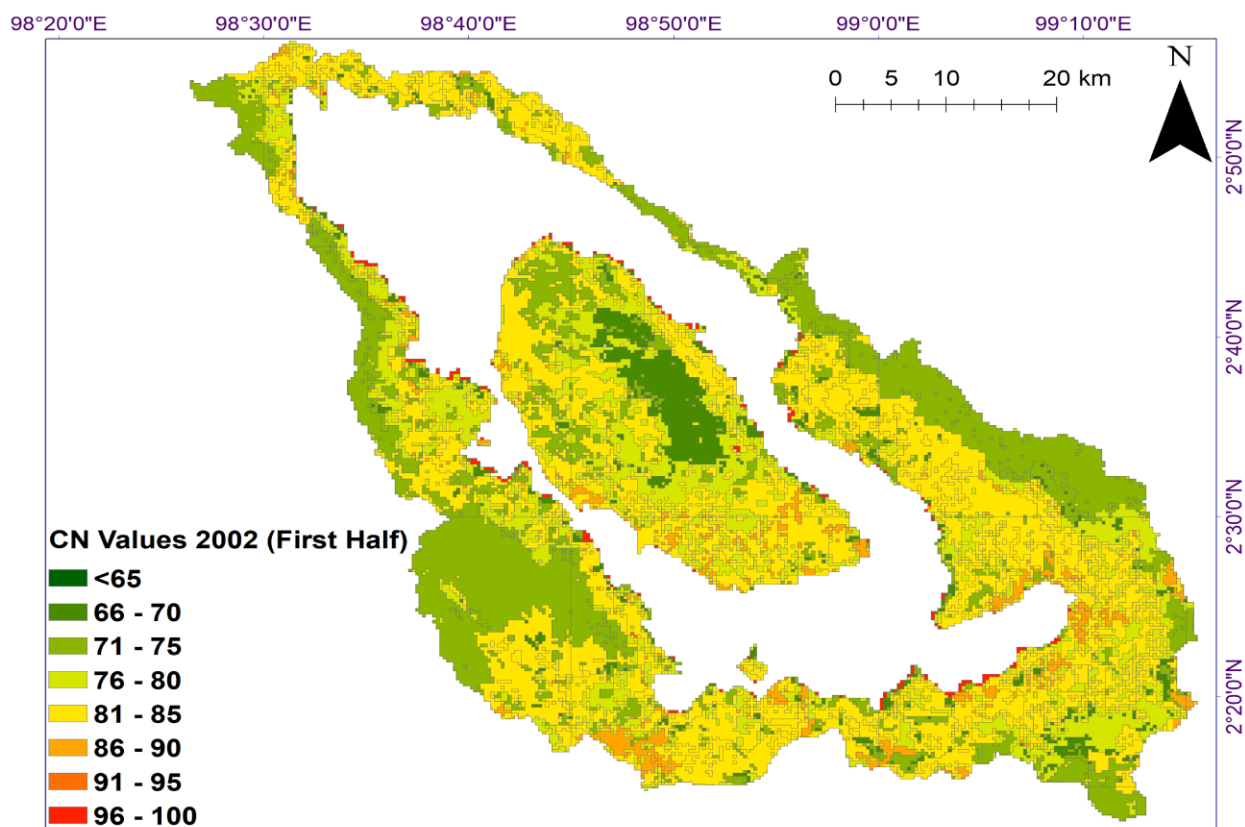 98°20'0"E 98°30'0"E 98°40'0"E 98°50'0"E 99°0'0"E 99°10'0"E
N
0 5 10 20 km
2°50'0"N
2°40'0"N
2°30'0"N
2°20'0"N
CN Values 2002 (First Half)
<65
66 - 70
71 - 75
76 - 80
81 - 85
86 - 90
91 - 95
96 - 100